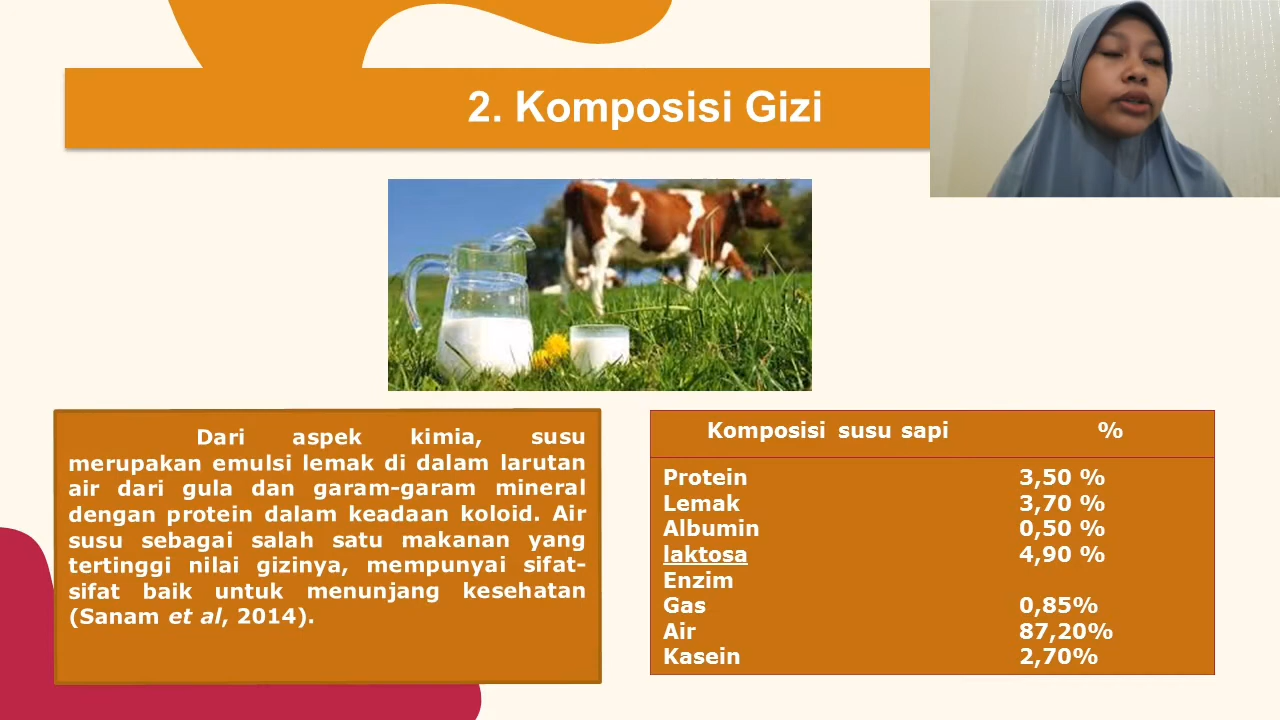 2. Komposisi Gizi
Dari aspek kimia, susu
merupakan emulsi lemak di dalam larutan
air dari gula dan garam-garam mineral
dengan protein dalam keadaan koloid. Air
susu sebagai salah satu makanan yang
tertinggi nilai gizinya, mempunyai sifat-
sifat baik untuk menunjang kesehatan
(Sanam et al, 2014).
Komposisi susu sapi %
Protein 3,50 %
Lemak 3,70 %
Albumin 0,50 %
laktosa 4,90 %
Enzim
Gas 0,85%
Air 87,20%
Kasein 2,70%